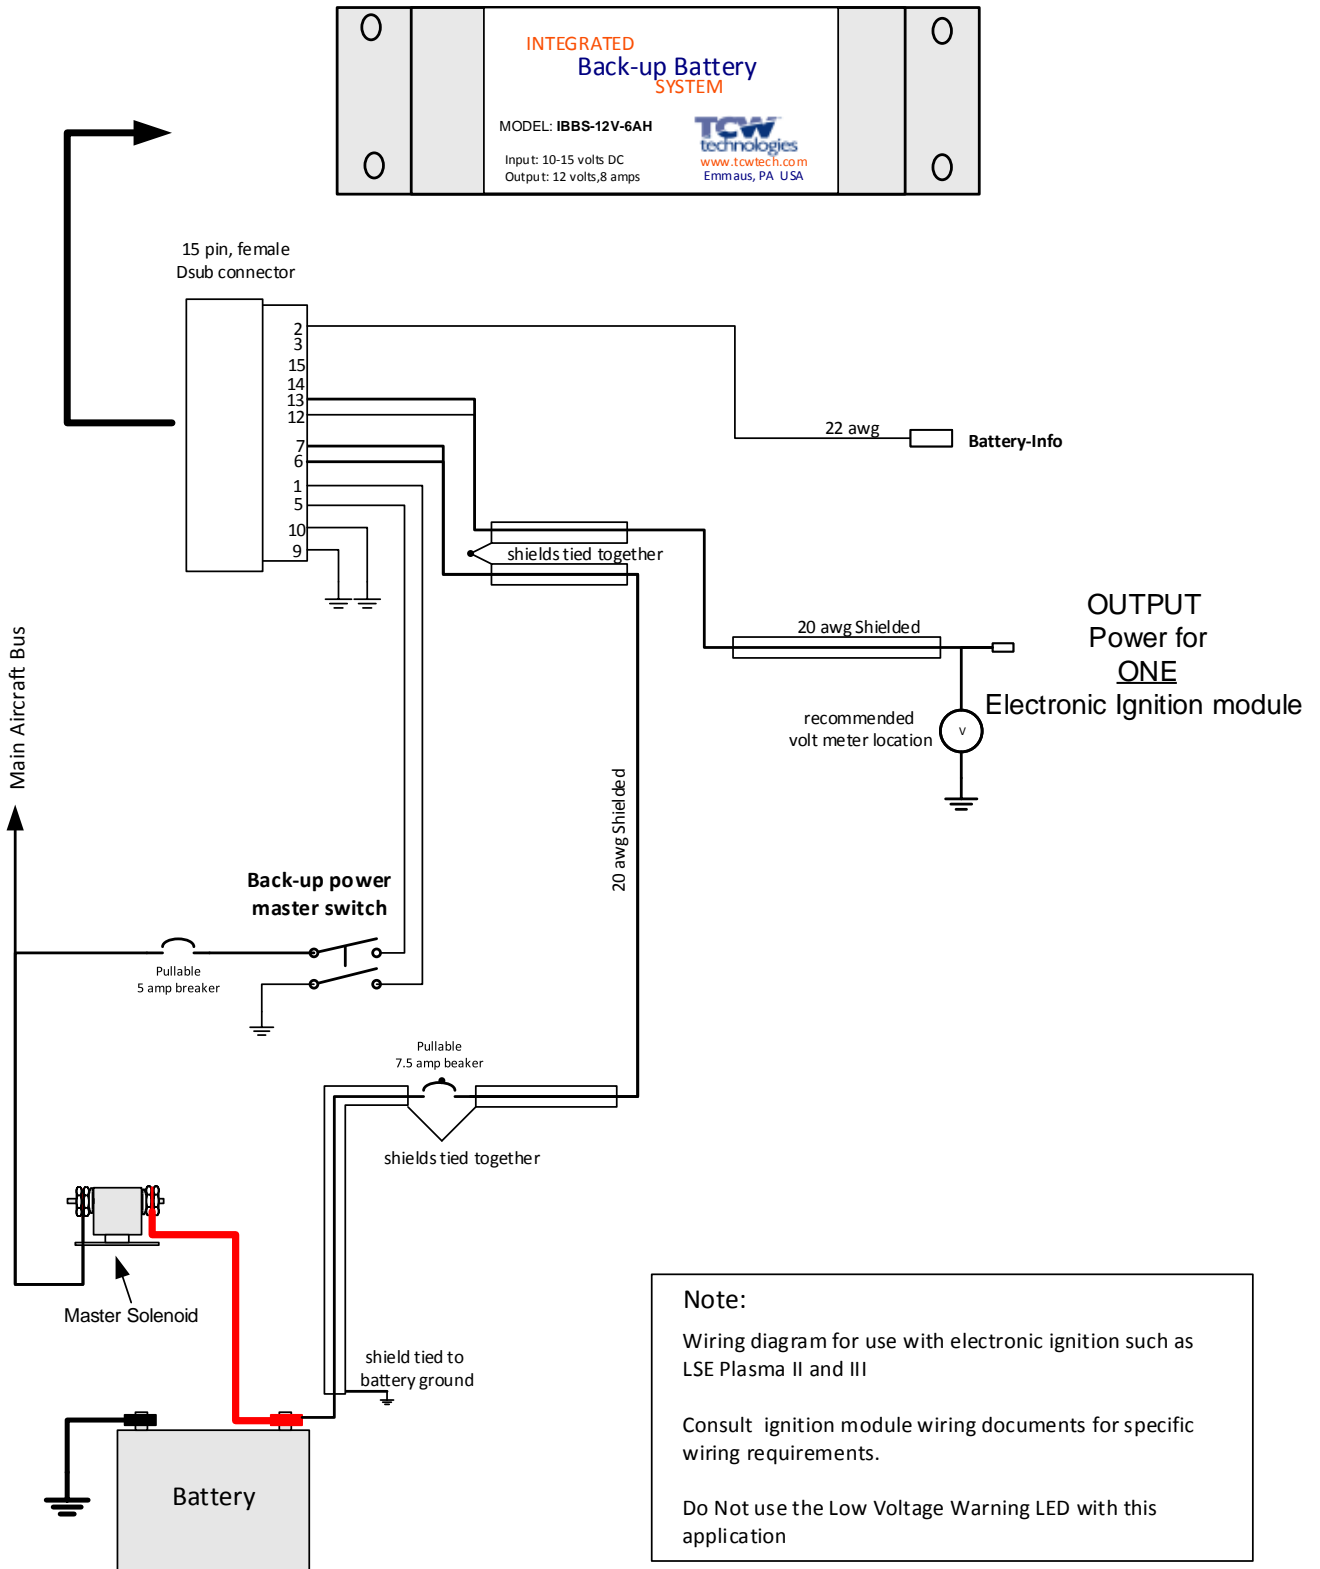 INTEGRATED
Back-up Battery
SYSTEM
MODEL: IBBS-12V-6AH
TCW
technologies
www.tcwtech.com
Emmaus, PA USA
Input: 10-15 volts DC
Output: 12 volts,8 amps
15 pin, female
Dsub connector
2
3
15
14
13
12
7
6
1
5
10
9
22 awg
Battery-Info
shields tied together
20 awg Shielded
OUTPUT
Power for
ONE
Electronic Ignition module
recommended
volt meter location
V
Main Aircraft Bus
20 awg Shielded
Back-up power
master switch
Pullable
5 amp breaker
Pullable
7.5 amp beaker
shields tied together
Master Solenoid
shield tied to
battery ground
Battery
Note:
Wiring diagram for use with electronic ignition such as
LSE Plasma II and III
Consult ignition module wiring documents for specific
wiring requirements.
Do Not use the Low Voltage Warning LED with this
application